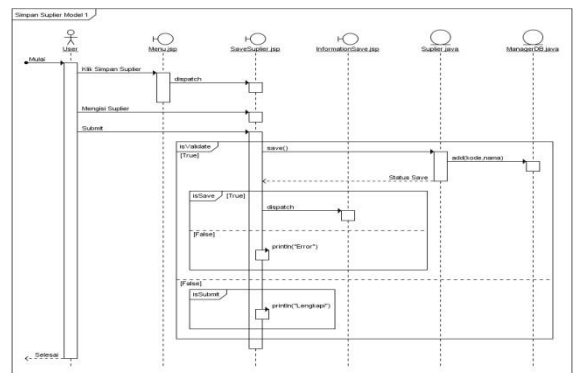 Simpan Suplier Model 1
User
Menu.jsp
SaveSuplier.jsp
InformationSave.jsp
Suplier.java
ManagerDB.java
Mulai
Klik Simpan Suplier
dispatch
Mengisi Suplier
Submit
isValidate
[True]
save()
add(kode,nama)
Status Save
isSave
[True]
dispatch
[False]
println("Error")
[False]
isSubmit
println("Lengkapi")
Selesai